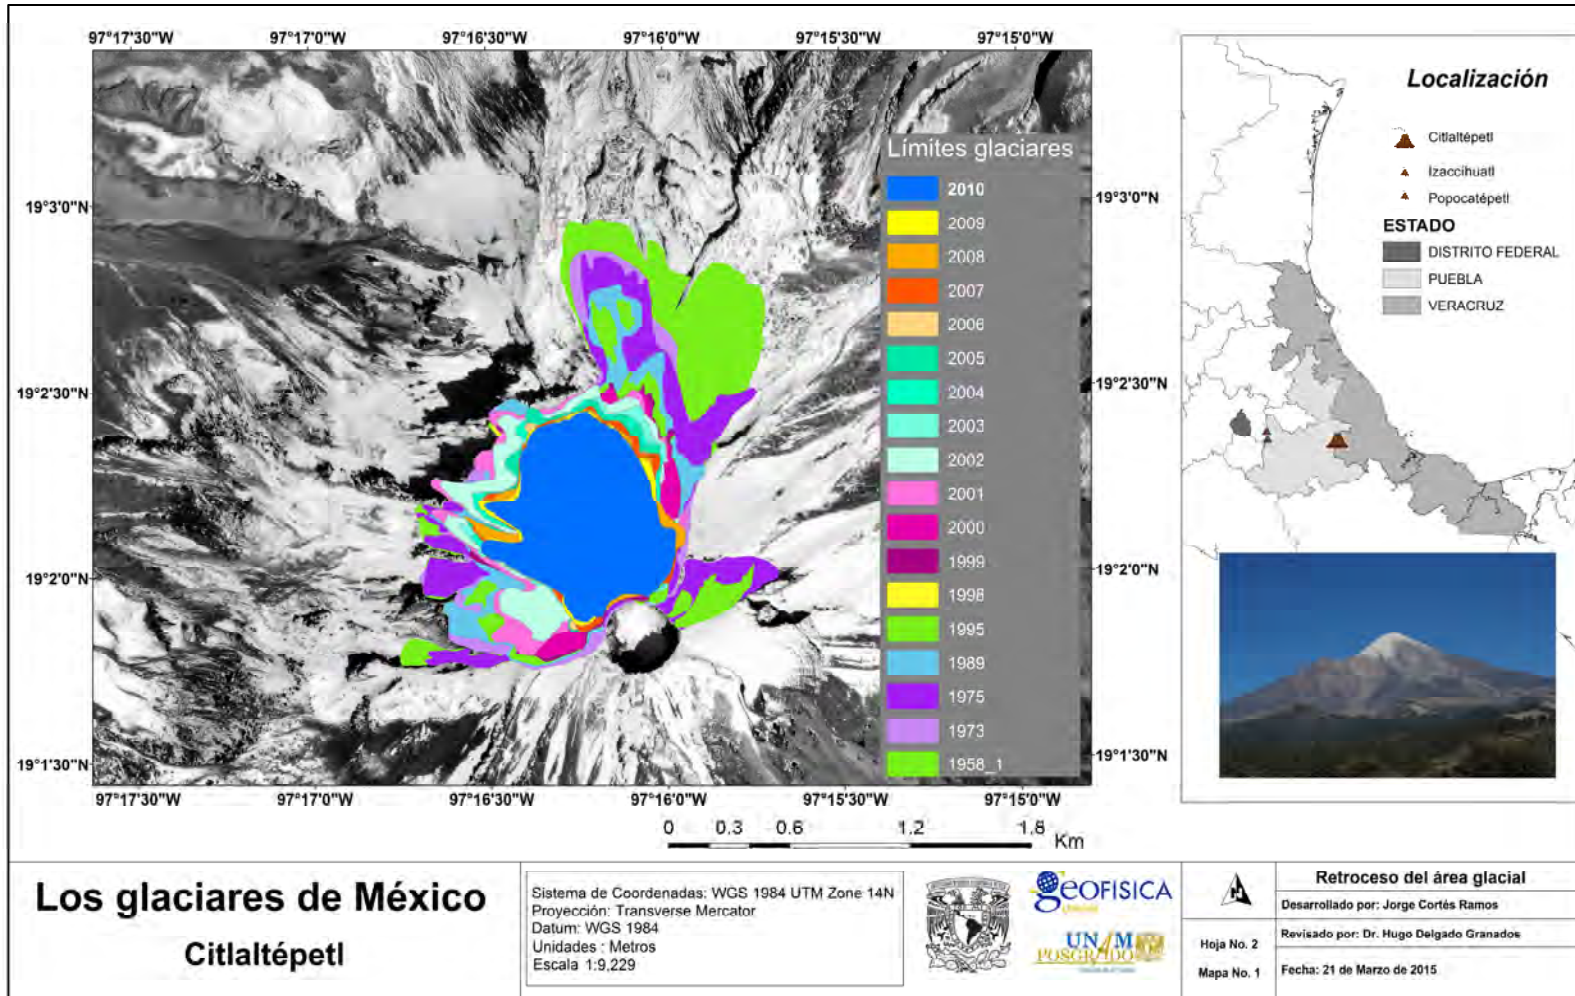 97°17'30"W 97°17'0"W 97°16'30"W 97°16'0"W 97°15'30"W 97°15'0"W
19°3'0"N
19°2'30"N
19°2'0"N
19°1'30"N
Límites glaciares
2010
2009
2008
2007
2006
2005
2004
2003
2002
2001
2000
1999
1998
1995
1989
1975
1973
1958_1
19°3'0"N
19°2'30"N
19°2'0"N
19°1'30"N
97°17'30"W 97°17'0"W 97°16'30"W 97°16'0"W 97°15'30"W 97°15'0"W
0 0.3 0.6 1.2 1.8
Km
Localización
Citlaltépetl
Izaccíhuatl
Popocatépetl
ESTADO
DISTRITO FEDERAL
PUEBLA
VERACRUZ
Los glaciares de México
Citlaltépetl
Sistema de Coordenadas: WGS 1984 UTM Zone 14N
Proyección: Transverse Mercator
Datum: WGS 1984
Unidades : Metros
Escala 1:9,229
GEOFISICA
UNAM
POSGRADO
Hoja No. 2
Mapa No. 1
Retroceso del área glacial
Desarrollado por: Jorge Cortés Ramos
Revisado por: Dr. Hugo Delgado Granados
Fecha: 21 de Marzo de 2015